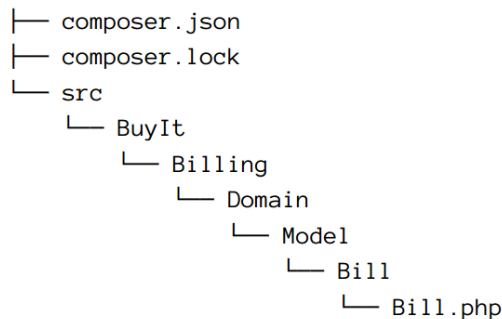 ├── composer.json
├── composer.lock
└── src
    └── BuyIt
        └── Billing
            └── Domain
                └── Model
                    └── Bill
                        └── Bill.php